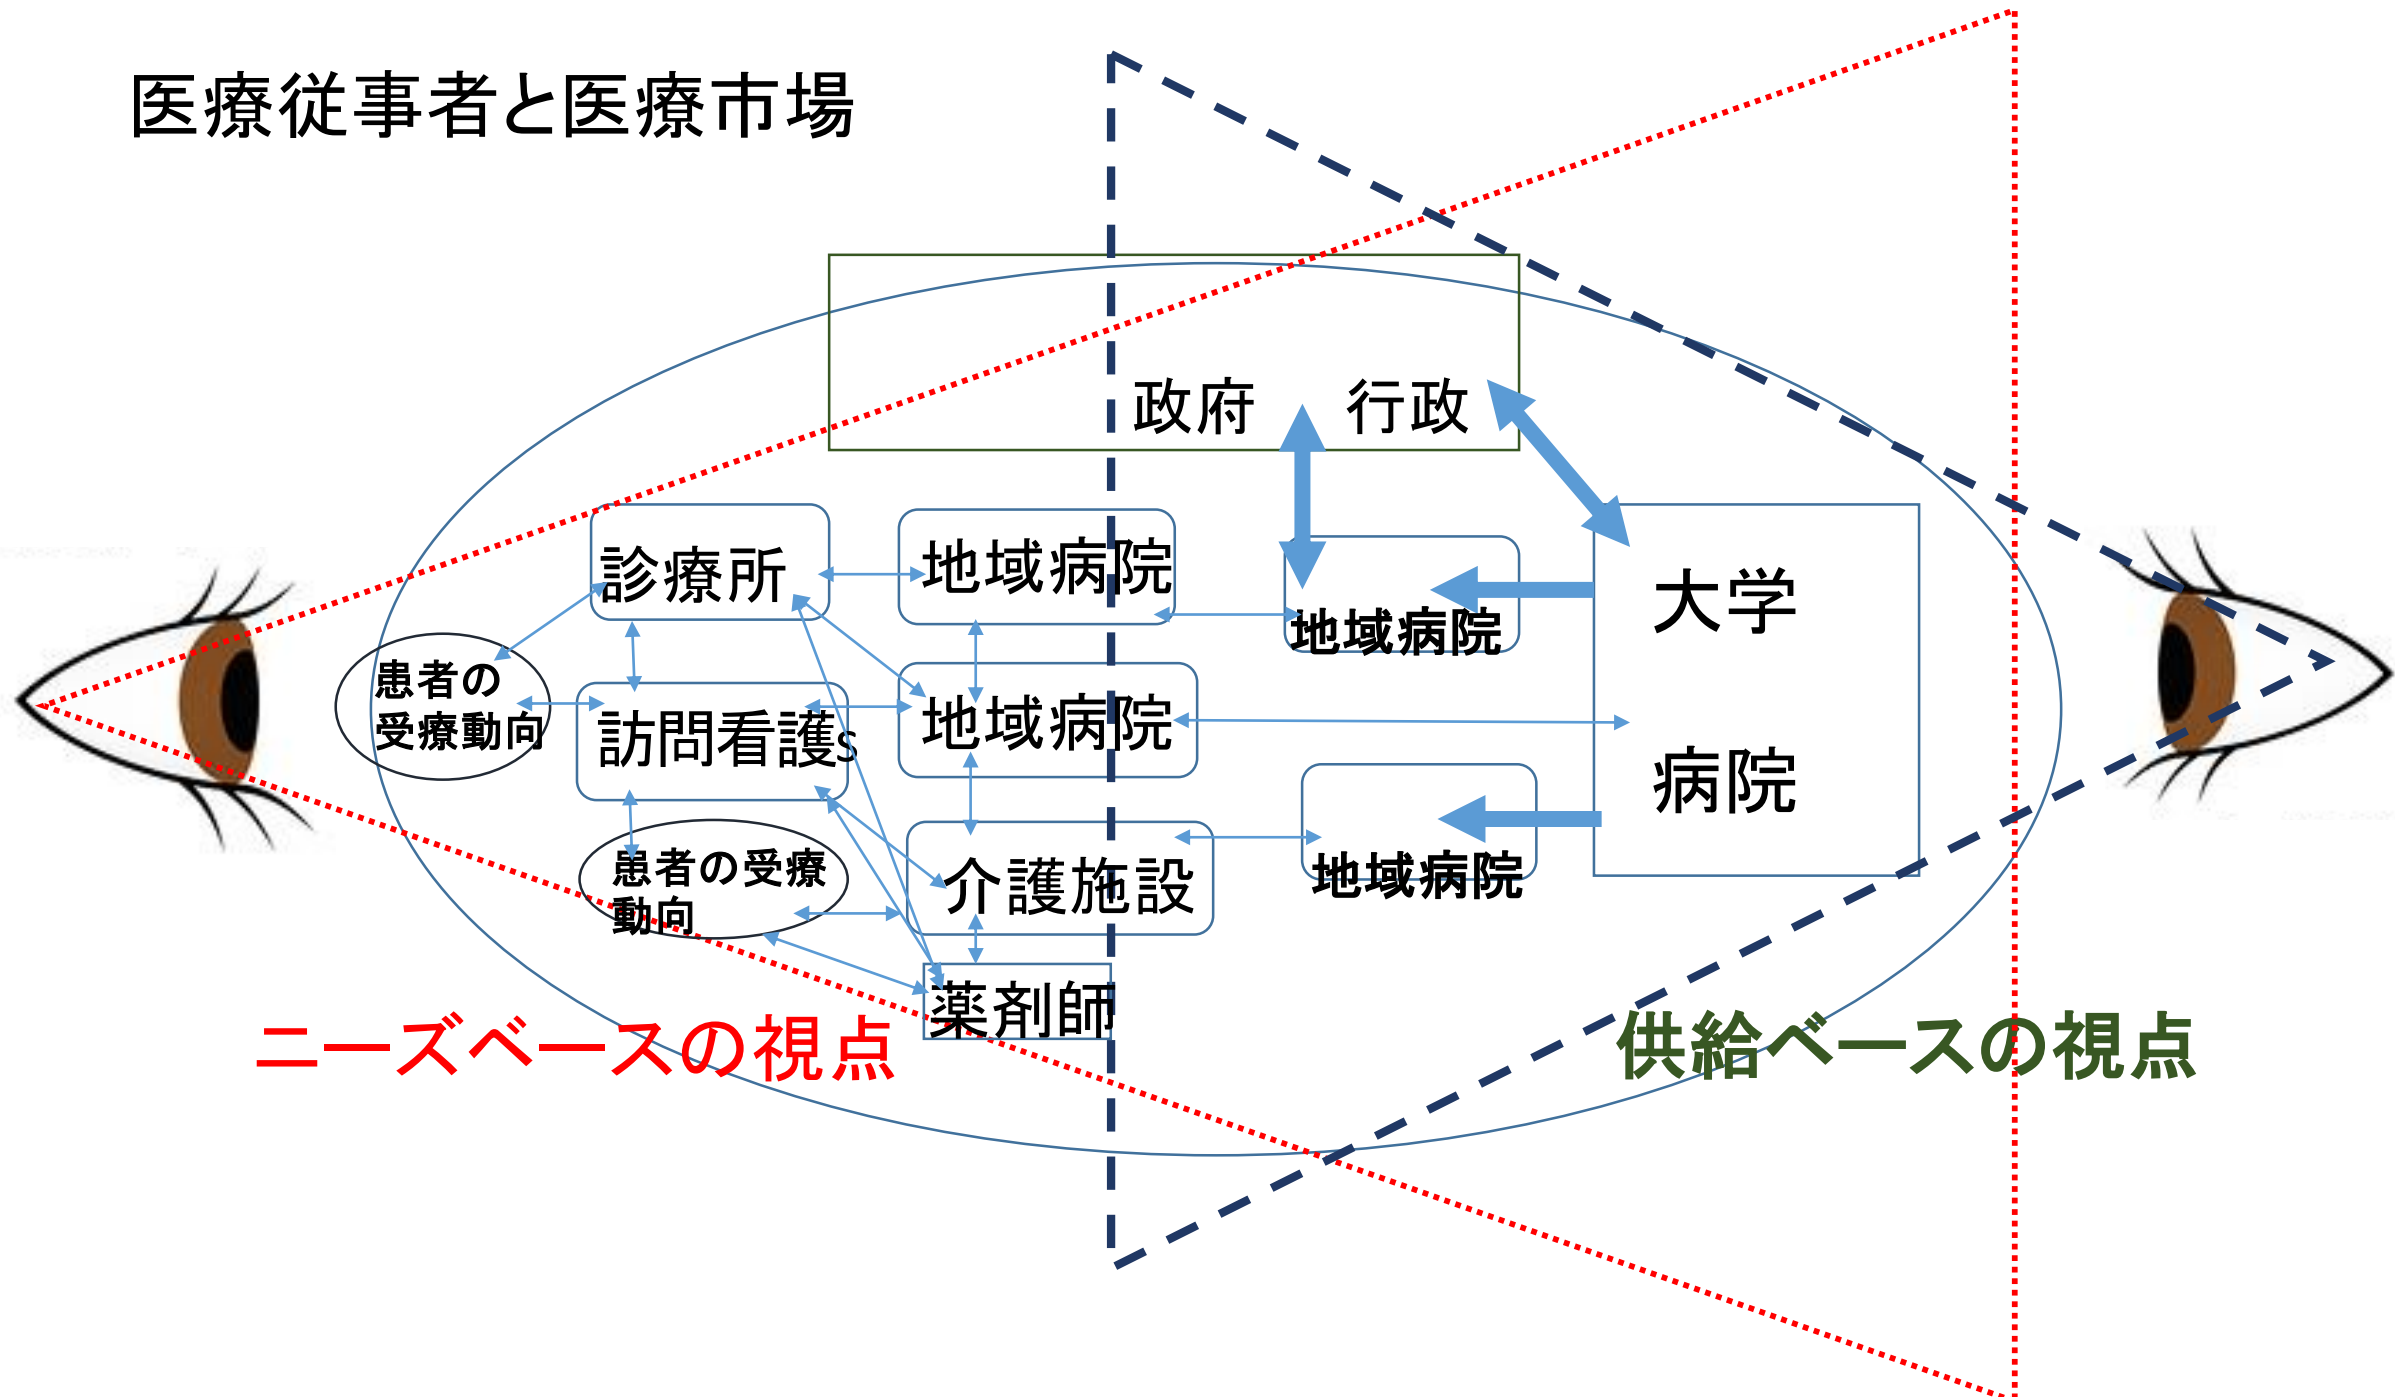 医療従事者と医療市場
政府　行政
診療所
地域病院
地域病院
大学
病院
患者の
受療動向
訪問看護s
地域病院
地域病院
患者の受療
動向
介護施設
薬剤師
ニーズベースの視点
供給ベースの視点